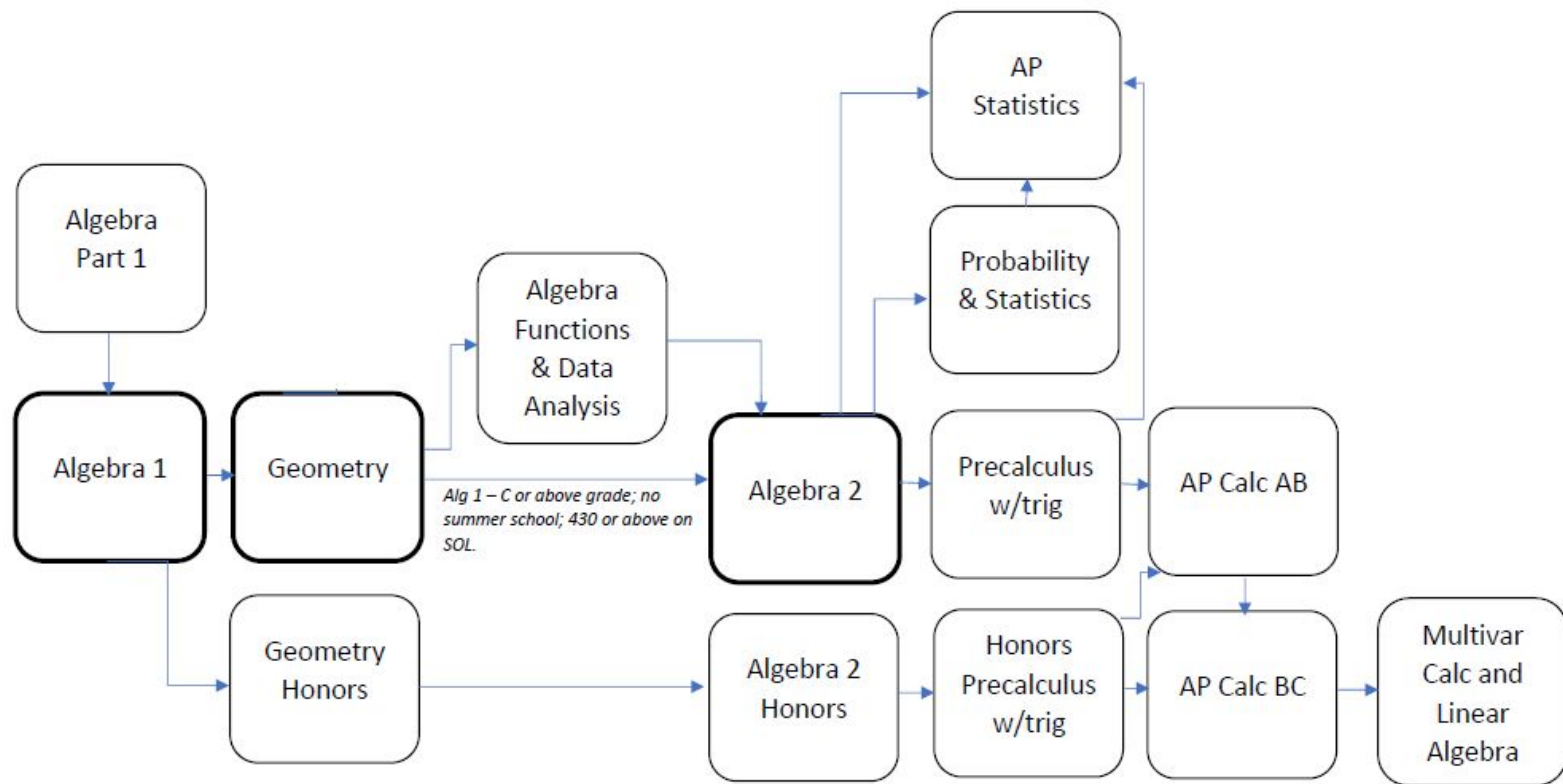 AP
Statistics
Algebra
Part 1
Probability
& Statistics
Algebra
Functions
& Data
Analysis
Algebra 1
Geometry
Alg 1 – C or above grade; no
summer school; 430 or above on
SOL.
Algebra 2
Precalculus
w/trig
AP Calc AB
Geometry
Honors
Algebra 2
Honors
Honors
Precalculus
w/trig
AP Calc BC
Multivar
Calc and
Linear
Algebra